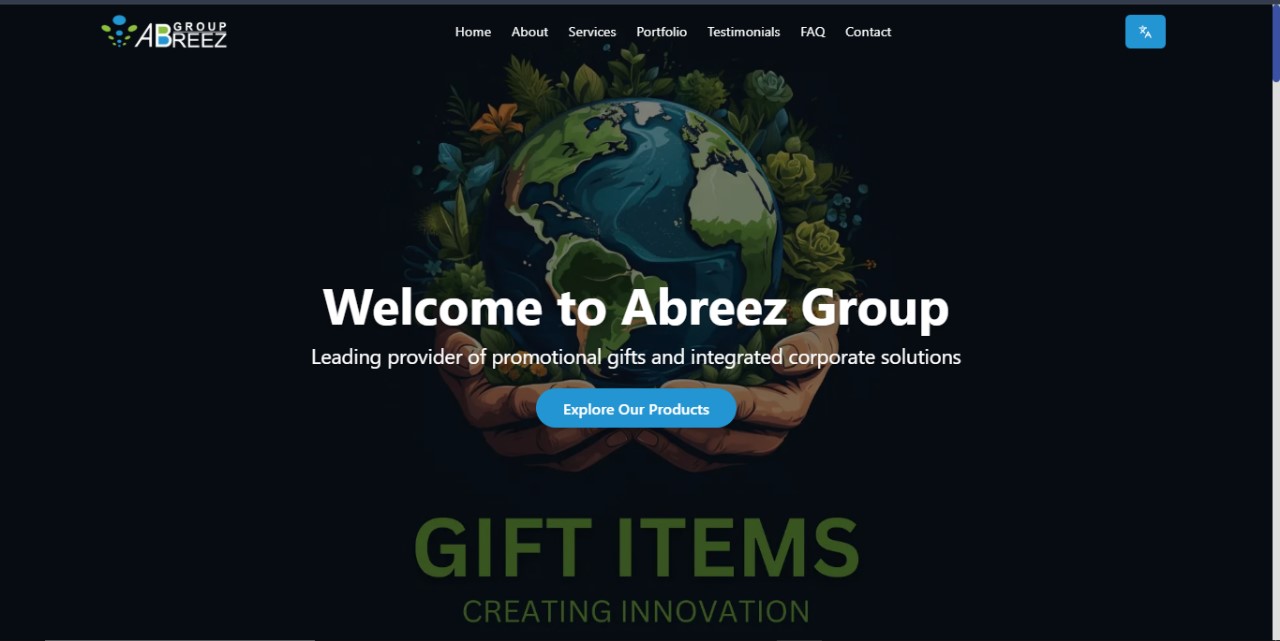 GROUP
ABREEZ
Home About Services Portfolio Testimonials FAQ Contact
Welcome to Abreez Group
Leading provider of promotional gifts and integrated corporate solutions
Explore Our Products
GIFT ITEMS
CREATING INNOVATION